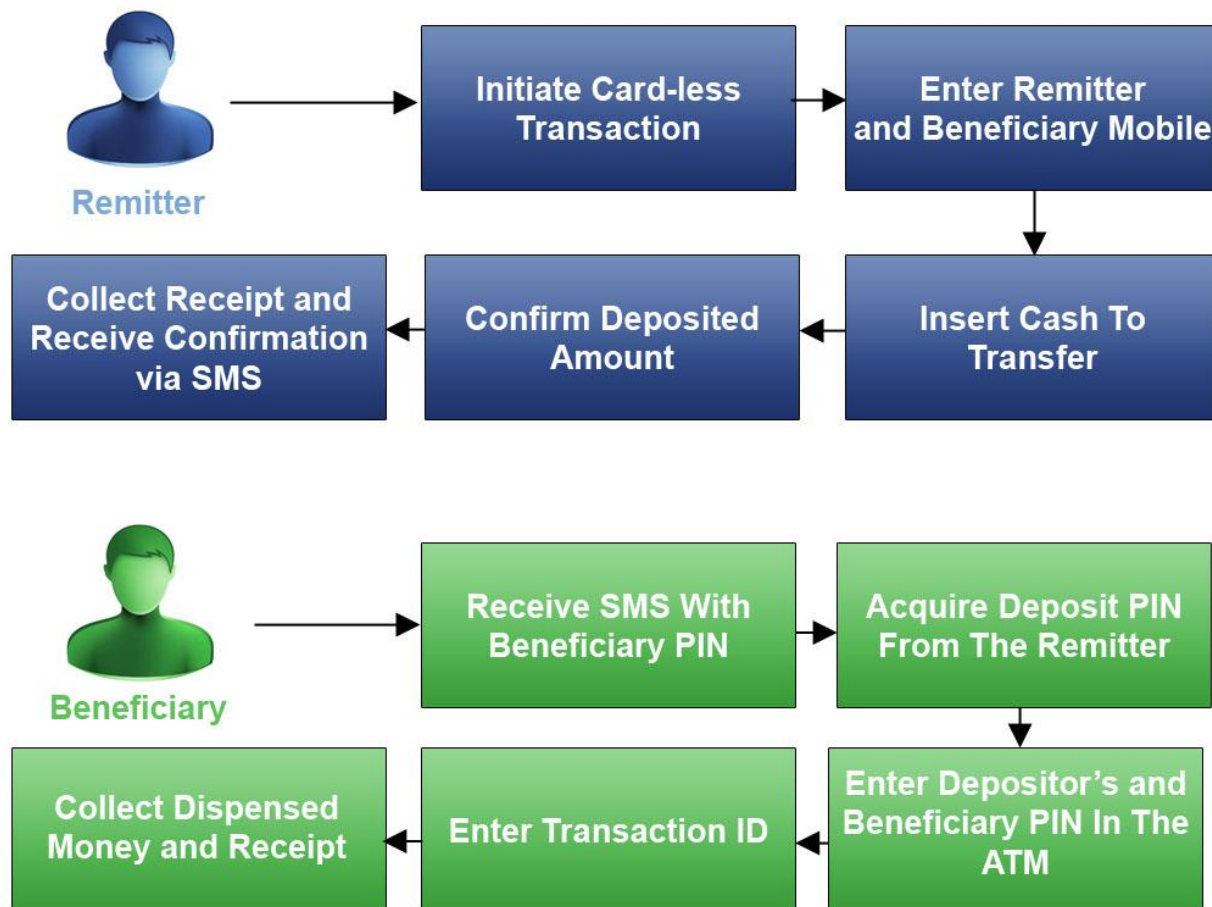 Remitter
Initiate Card-less
Transaction
Enter Remitter
and Beneficiary Mobile
Insert Cash To
Transfer
Confirm Deposited
Amount
Collect Receipt and
Receive Confirmation
via SMS
Beneficiary
Receive SMS With
Beneficiary PIN
Acquire Deposit PIN
From The Remitter
Enter Depositor’s and
Beneficiary PIN In The
ATM
Enter Transaction ID
Collect Dispensed
Money and Receipt